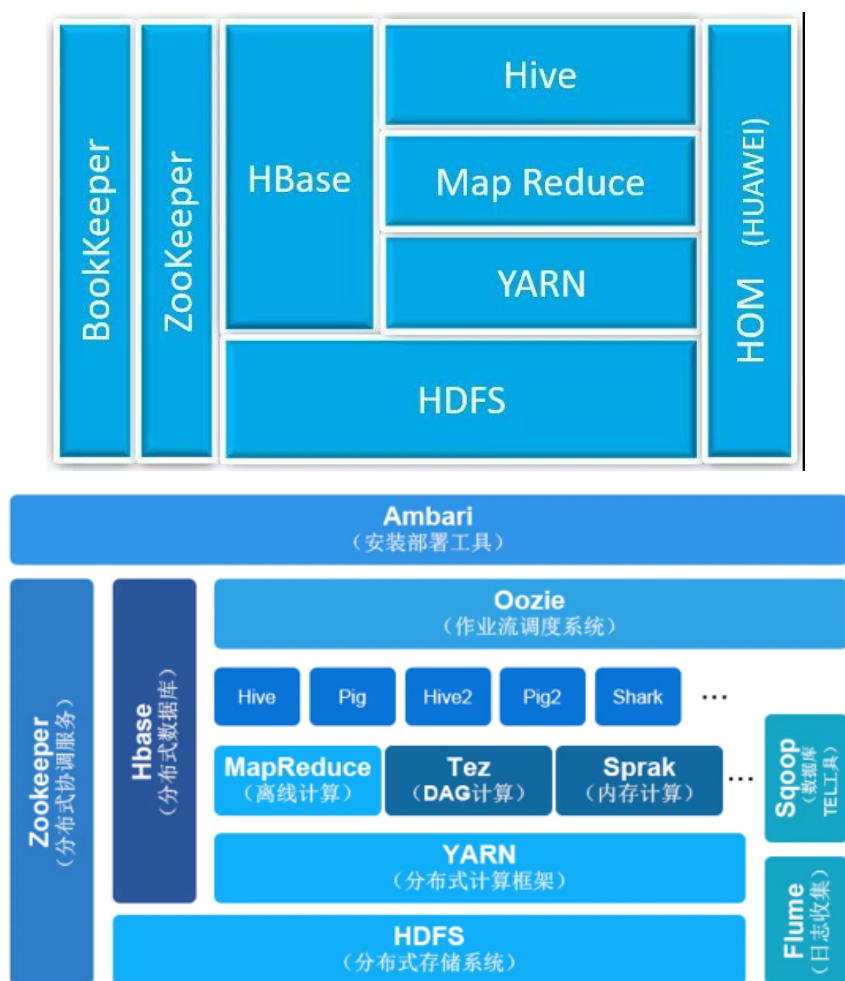 BookKeeper
ZooKeeper
HBase
Hive
Map Reduce
YARN
HDFS
HOM (HUAWEI)
Ambari
（安装部署工具）
Zookeeper
（分布式协调服务）
Hbase
（分布式数据库）
Oozie
（作业流调度系统）
Hive
Pig
Hive2
Pig2
Shark
...
MapReduce
（离线计算）
Tez
（DAG计算）
Sprak
（内存计算）
...
YARN
（分布式计算框架）
HDFS
（分布式存储系统）
Sqoop
（数据库
TEL工具）
Flume
（日志收集）